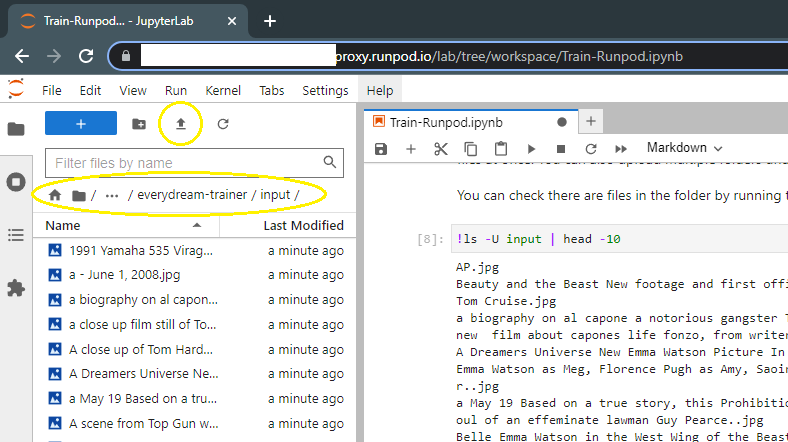 Train-Runpod... - JupyterLab
proxy.runpod.io/lab/tree/workspace/Train-Runpod.ipynb
File Edit View Run Kernel Tabs Settings Help
Filter files by name
/ ··· / everydream-trainer / input /
Name Last Modified
1991 Yamaha 535 Virag... a minute ago
a - June 1, 2008.jpg a minute ago
a biography on al capon... a minute ago
a close up film still of To... a minute ago
A close up of Tom Hard... a minute ago
A Dreamers Universe Ne... a minute ago
a May 19 Based on a tru... a minute ago
A scene from Top Gun w... a minute ago
Train-Runpod.ipynb
Markdown
You can check there are files in the folder by running t
[8]: !ls -U input | head -10
AP.jpg
Beauty and the Beast New footage and first offi
Tom Cruise.jpg
a biography on al capone a notorious gangster T
new  film about capones life fonzo, from writer
A Dreamers Universe New Emma Watson Picture In
Emma Watson as Meg, Florence Pugh as Amy, Saoir
r..jpg
a May 19 Based on a true story, this Prohibitio
oul of an effeminate lawman Guy Pearce..jpg
Belle Emma Watson in the West Wing of the Beast